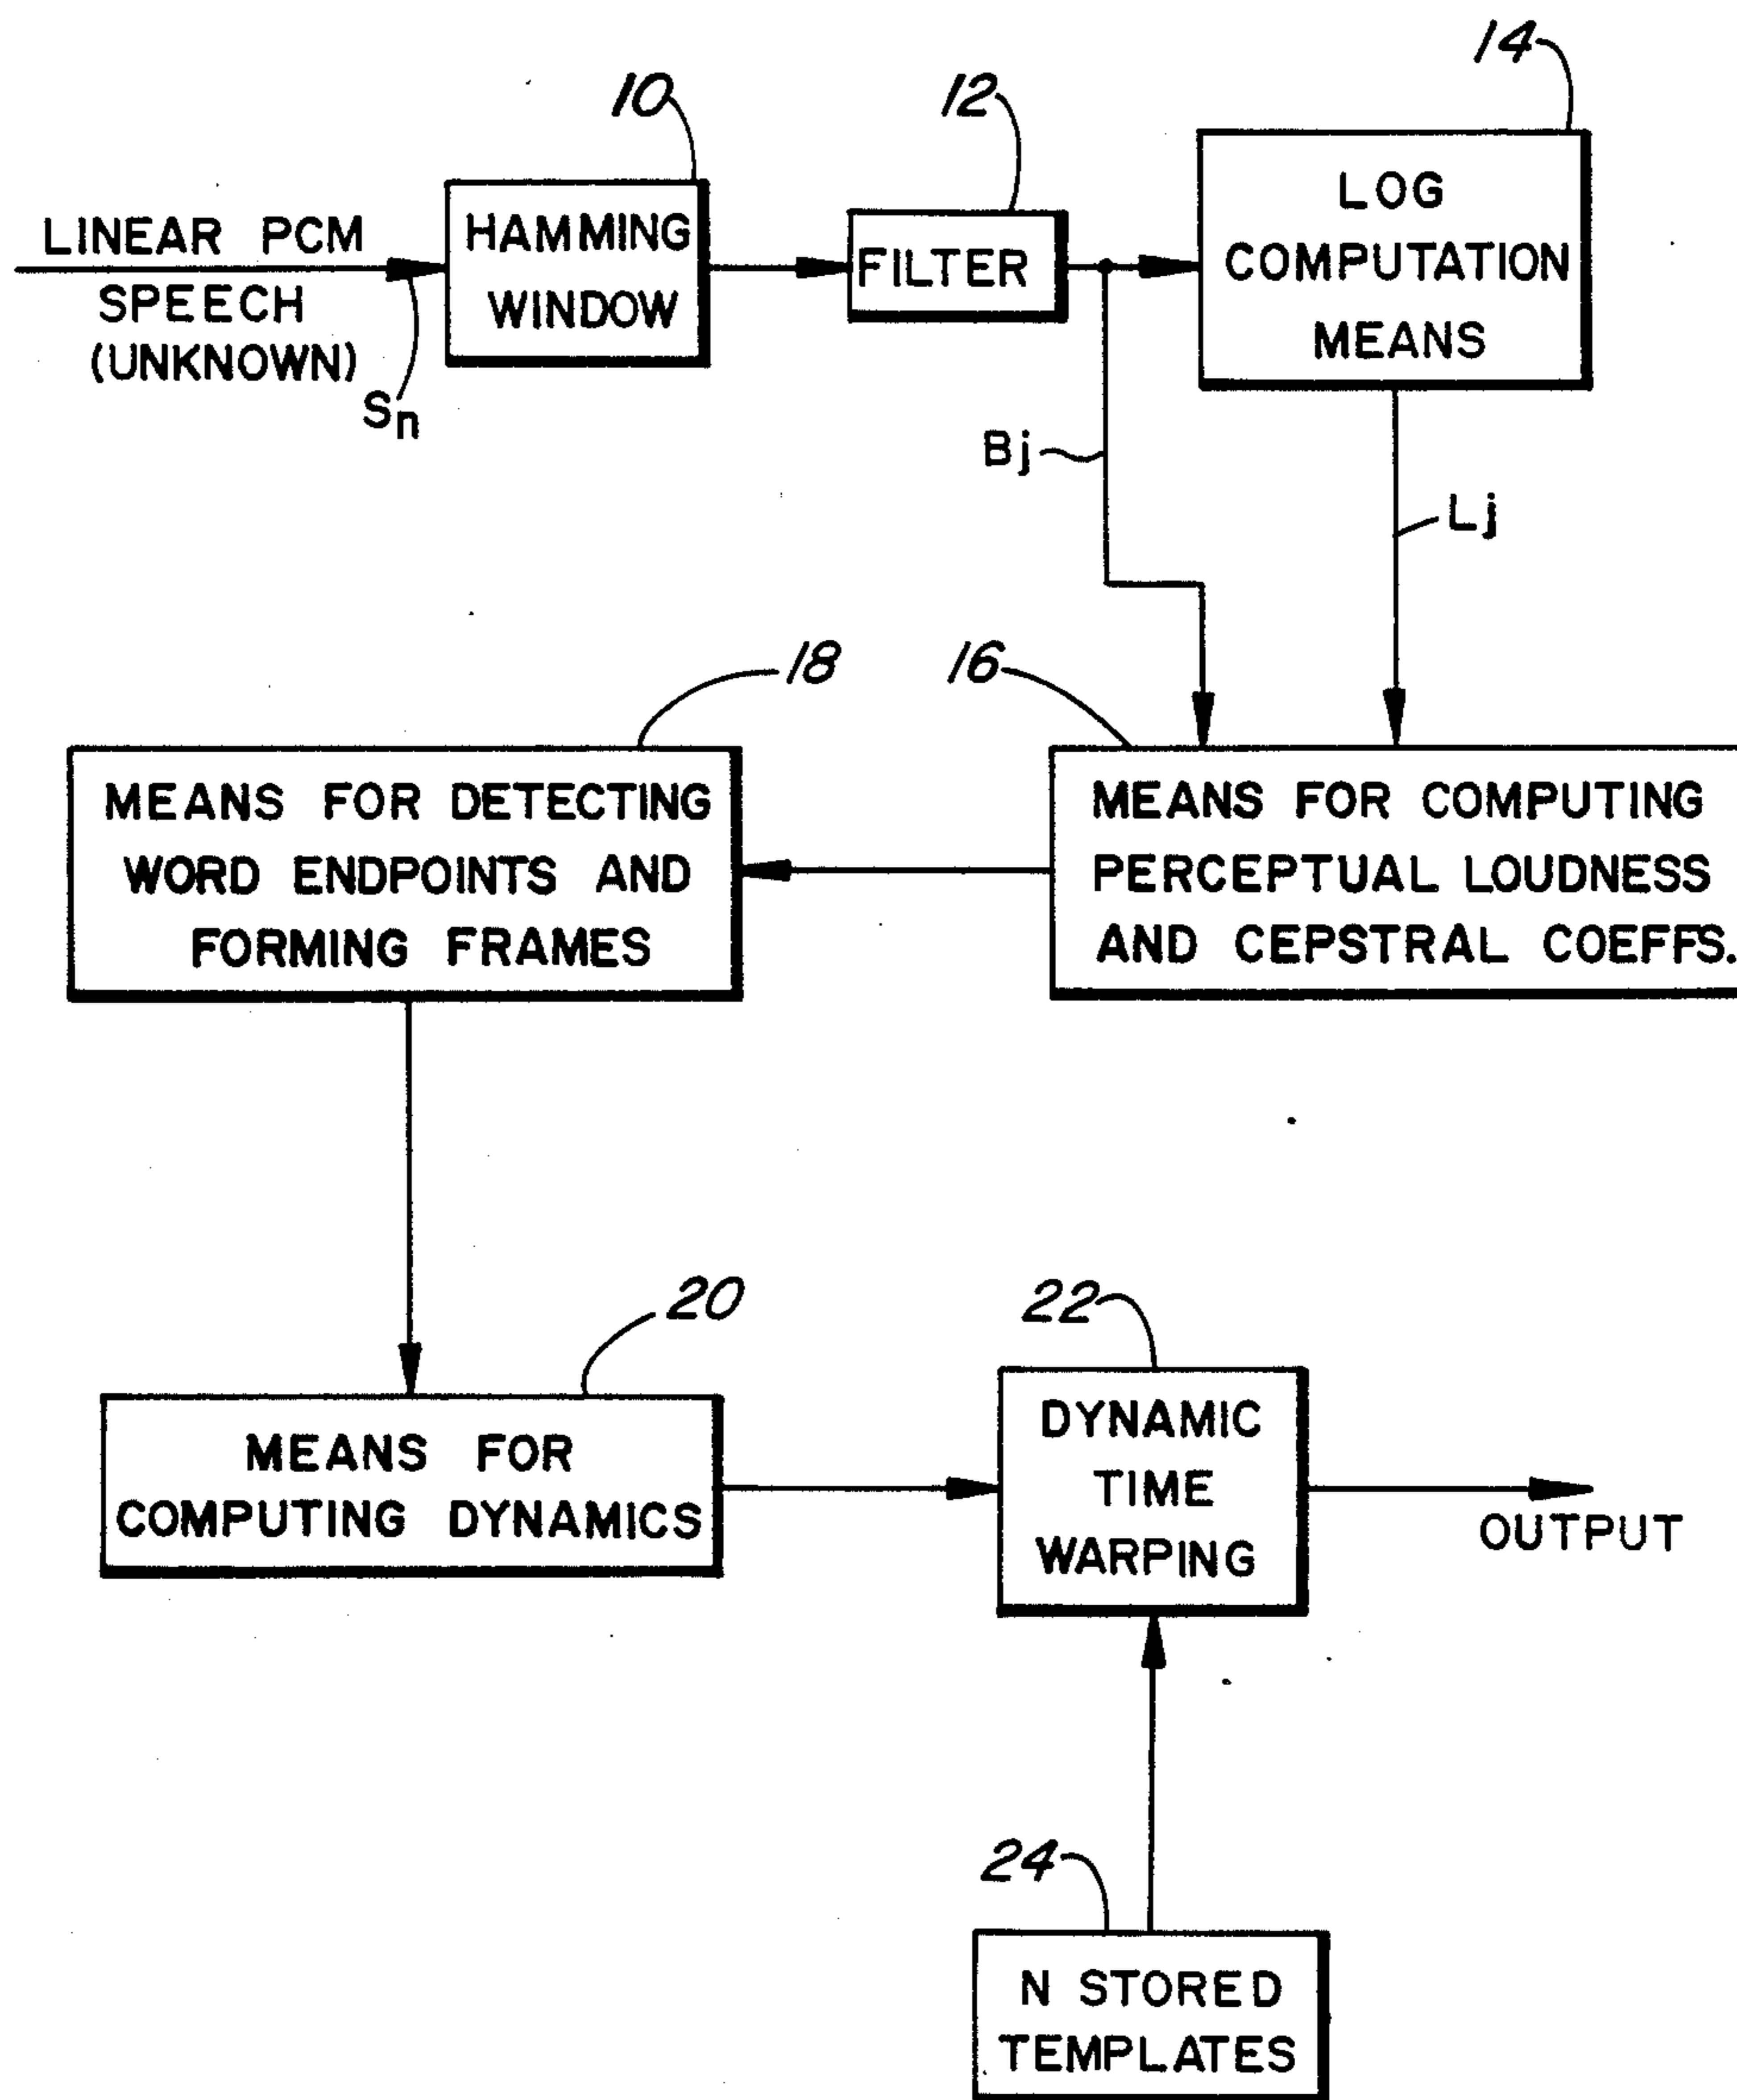 10
12
14
LINEAR PCM
SPEECH
(UNKNOWN)
Sn
HAMMING
WINDOW
FILTER
LOG
COMPUTATION
MEANS
Bj
Lj
18
16
MEANS FOR DETECTING
WORD ENDPOINTS AND
FORMING FRAMES
MEANS FOR COMPUTING
PERCEPTUAL LOUDNESS
AND CEPSTRAL COEFFS.
20
22
MEANS FOR
COMPUTING DYNAMICS
DYNAMIC
TIME
WARPING
OUTPUT
24
N STORED
TEMPLATES